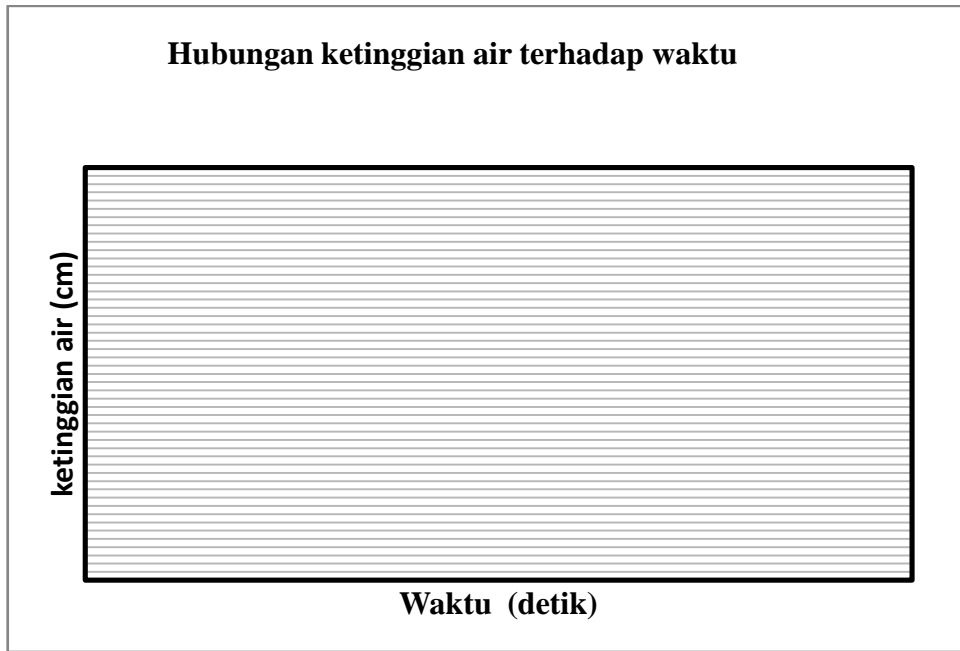 Hubungan ketinggian air terhadap waktu
ketinggian air (cm)
Waktu (detik)